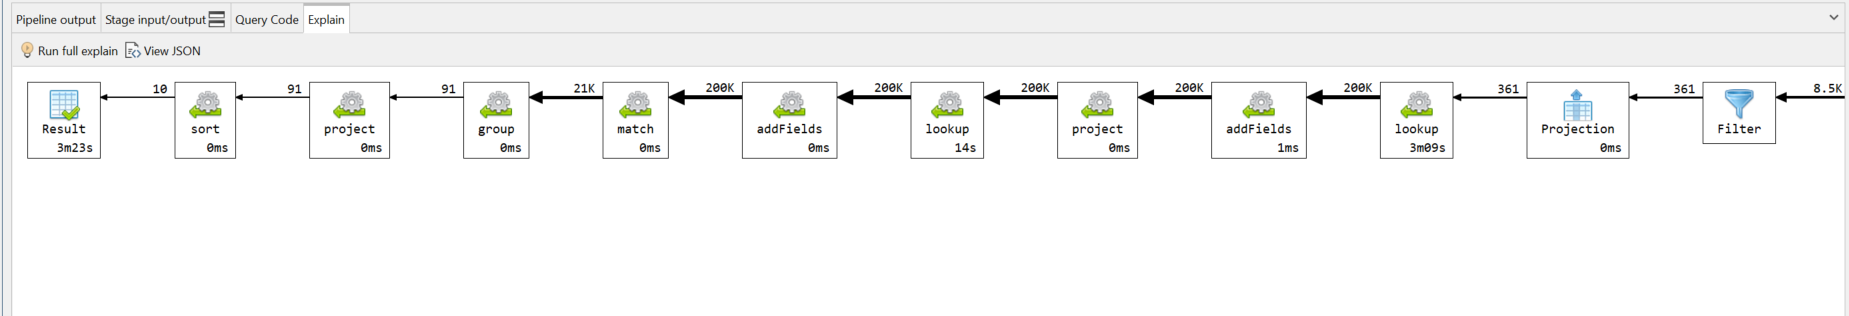 Pipeline output Stage input/output Query Code Explain
Run full explain View JSON
10 91 91 21K 200K 200K 200K 200K 200K 361 361 8.5K
Result sort project group match addFields lookup project addFields lookup Projection Filter
3m23s 0ms 0ms 0ms 0ms 0ms 14s 0ms 1ms 3m09s 0ms